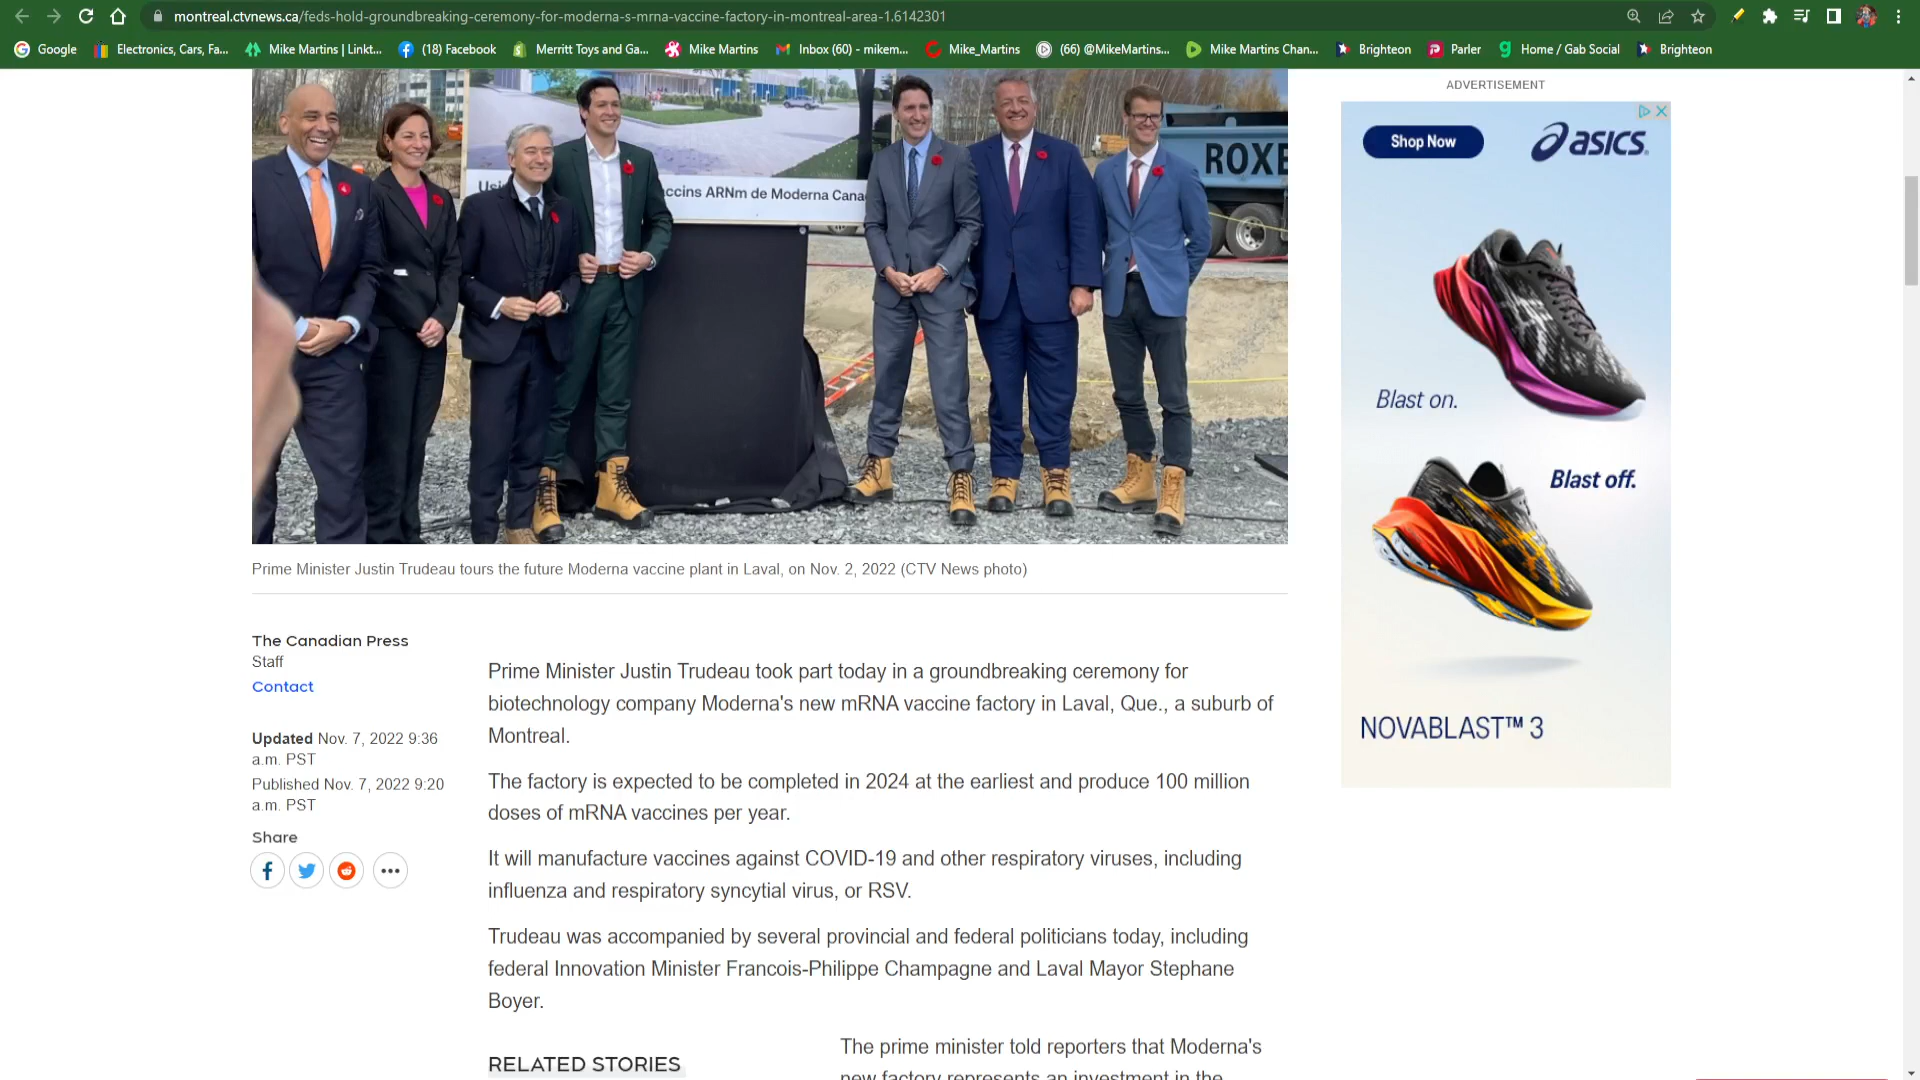 montreal.ctvnews.ca/feds-hold-groundbreaking-ceremony-for-moderna-s-mrna-vaccine-factory-in-montreal-area-1.6142301
Google
Electronics, Cars, Fa...
Mike Martins | Linkt...
(18) Facebook
Merritt Toys and Ga...
Mike Martins
Inbox (60) - mikem...
Mike_Martins
(66) @MikeMartins...
Mike Martins Chan...
Brighteon
Parler
Home / Gab Social
Brighteon
ADVERTISEMENT
Shop Now
asics
Blast on.
Blast off.
NOVABLAST™ 3
ccins ARNm de Moderna Cana
ROXB
Prime Minister Justin Trudeau tours the future Moderna vaccine plant in Laval, on Nov. 2, 2022 (CTV News photo)
The Canadian Press
Staff
Contact
Updated Nov. 7, 2022 9:36
a.m. PST
Published Nov. 7, 2022 9:20
a.m. PST
Share
Prime Minister Justin Trudeau took part today in a groundbreaking ceremony for
biotechnology company Moderna's new mRNA vaccine factory in Laval, Que., a suburb of
Montreal.
The factory is expected to be completed in 2024 at the earliest and produce 100 million
doses of mRNA vaccines per year.
It will manufacture vaccines against COVID-19 and other respiratory viruses, including
influenza and respiratory syncytial virus, or RSV.
Trudeau was accompanied by several provincial and federal politicians today, including
federal Innovation Minister Francois-Philippe Champagne and Laval Mayor Stephane
Boyer.
RELATED STORIES
The prime minister told reporters that Moderna's
new factory represents an investment in the